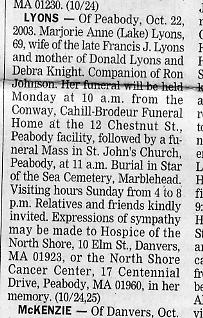 MA 01230. (10/24)
LYONS - Of Peabody, Oct. 22,
2003. Marjorie Anne (Lake) Lyons,
69, wife of the late Francis J. Lyons
and mother of Donald Lyons and
Debra Knight. Companion of Ron
Johnson. Her funeral will be held
Monday at 10 a.m. from the
Conway, Cahill-Brodeur Funeral
Home at the 12 Chestnut St.,
Peabody facility, followed by a fu-
neral Mass in St. John's Church,
Peabody, at 11 a.m. Burial in Star
of the Sea Cemetery, Marblehead.
Visiting hours Sunday from 4 to 8
p.m. Relatives and friends kindly
invited. Expressions of sympathy
may be made to Hospice of the
North Shore, 10 Elm St., Danvers,
MA 01923, or the North Shore
Cancer Center, 17 Centennial
Drive, Peabody, MA 01960, in her
memory. (10/24,25)
McKENZIE - Of Danvers, Oct.